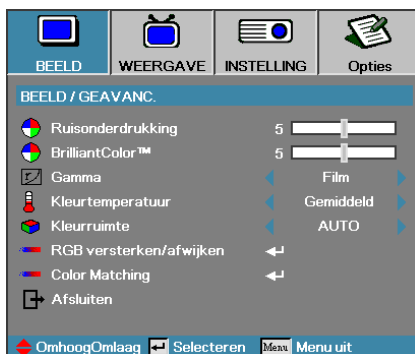 BEELD WEERGAVE INSTELLING Opties
BEELD / GEAVANC.
Ruisonderdrukking 5
BrilliantColor™ 5
Gamma Film
Kleurtemperatuur Gemiddeld
Kleurruimte AUTO
RGB versterken/afwijken
Color Matching
Afsluiten
OmhoogOmlaag Selecteren Menu Menu uit